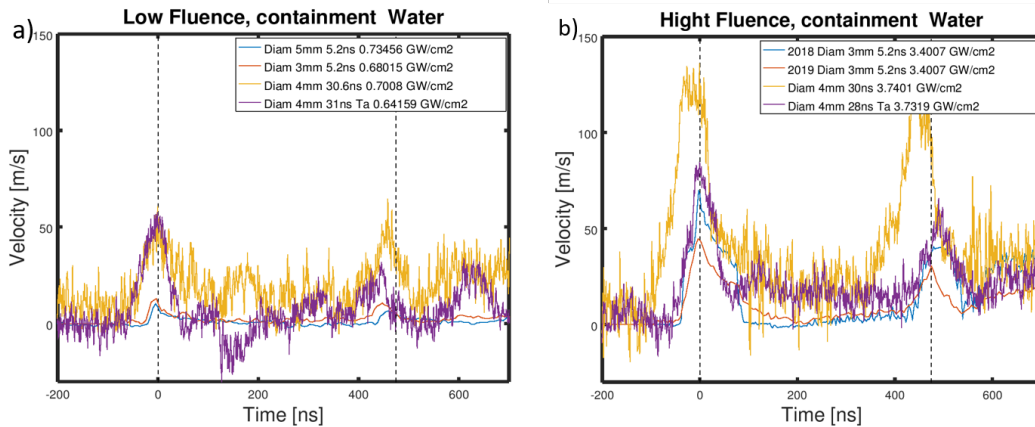 a)
Low Fluence, containment Water
Diam 5mm 5.2ns 0.73456 GW/cm2
Diam 3mm 5.2ns 0.68015 GW/cm2
Diam 4mm 30.6ns 0.7008 GW/cm2
Diam 4mm 31ns Ta 0.64159 GW/cm2
150
100
50
0
Velocity [m/s]
-200 0 200 400 600
Time [ns]
b)
Hight Fluence, containment Water
2018 Diam 3mm 5.2ns 3.4007 GW/cm2
2019 Diam 3mm 5.2ns 3.4007 GW/cm2
Diam 4mm 30ns 3.7401 GW/cm2
Diam 4mm 28ns Ta 3.7319 GW/cm2
150
100
50
0
Velocity [m/s]
-200 0 200 400 600
Time [ns]